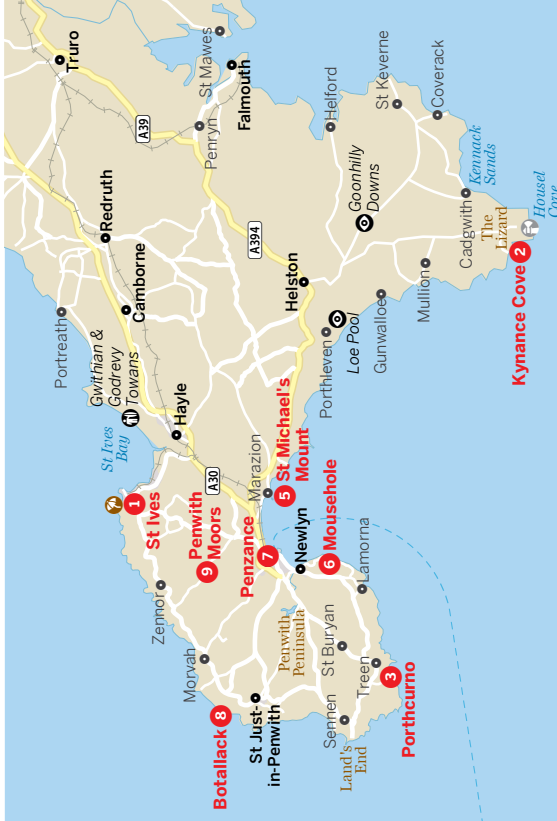 Portreath
Truro
St Ives
Bay
Gwithian &
Godrevy
Towans
Redruth
Camborne
1
St Ives
Hayle
A39
St Mawes
Zennor
Penwith
Moors
9
A30
Penryn
Falmouth
Morvah
Botallack 8
Penzance
7
Marazion
A394
St Just-
in-Penwith
5 St Michael's
Mount
Helston
Newlyn
Penwith
Peninsula
6 Mousehole
Porthleven
Loe Pool
Helford
Goonhilly
Downs
Sennen
St Buryan
Land's
End
Treen
Lamorna
Gunwalloe
St Keverne
3
Porthcurno
Mullion
Coverack
Cadgwith
Kennack
Sands
The
Lizard
Kynance Cove 2
Housel
Cove